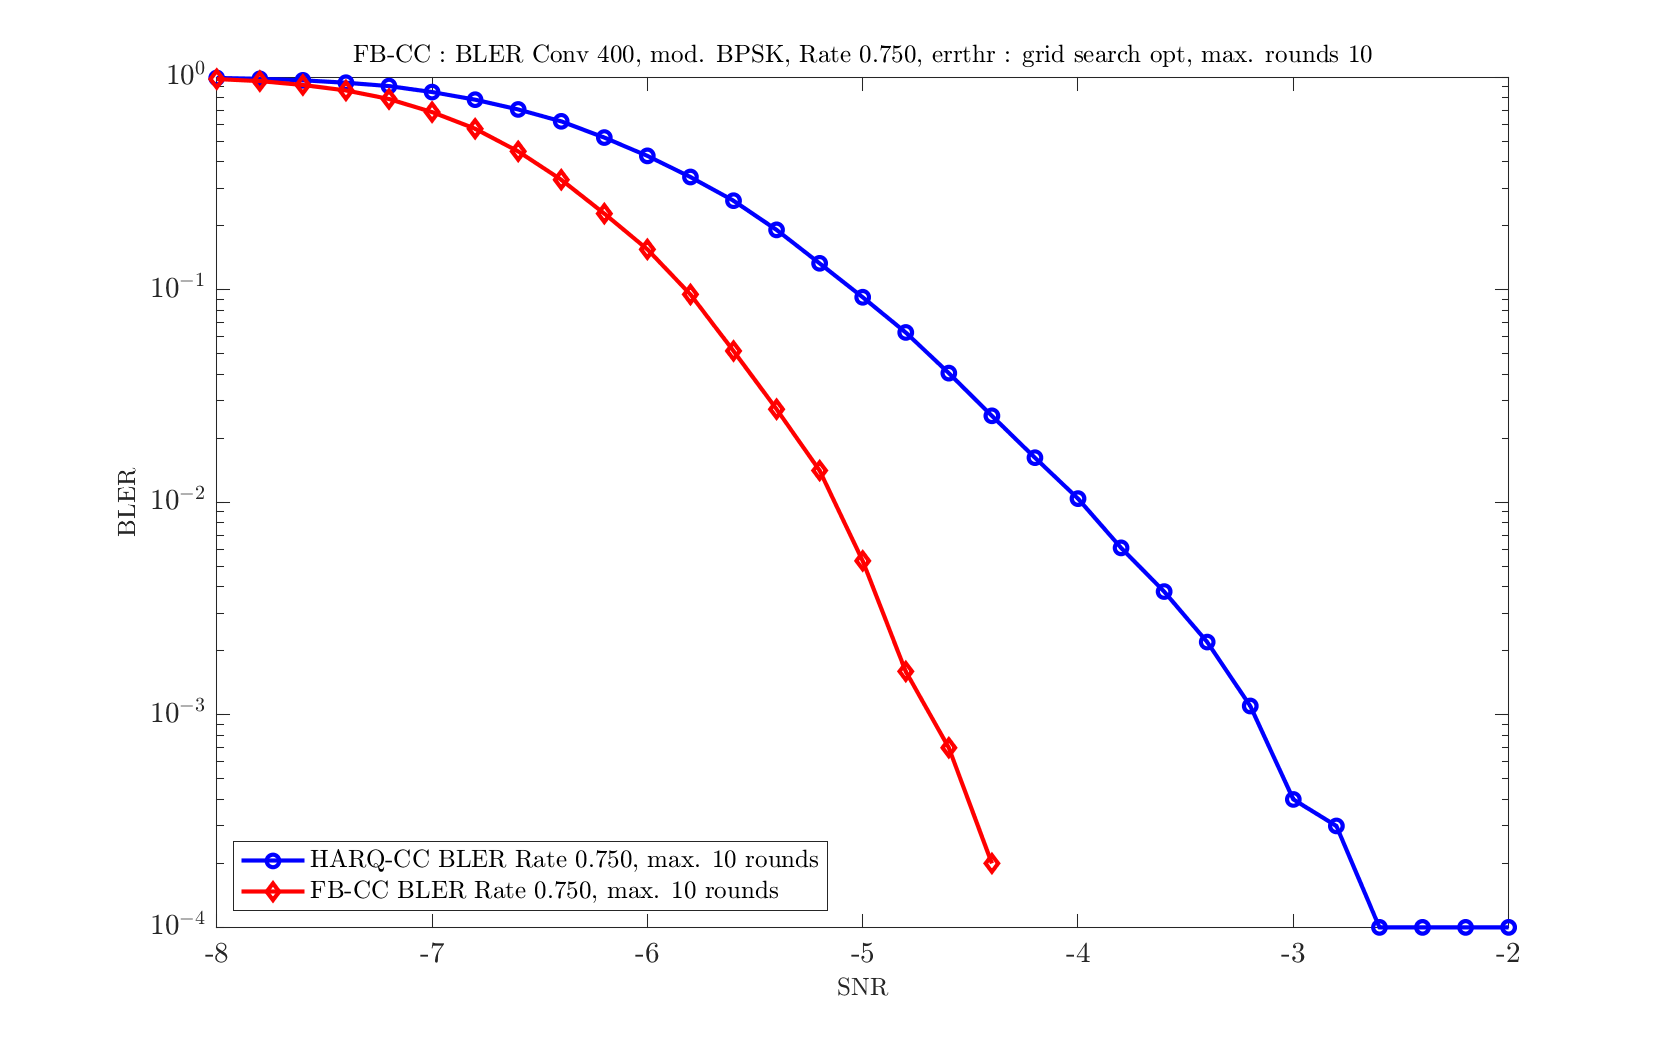 FB-CC : BLER Conv 400, mod. BPSK, Rate 0.750, errthr : grid search opt, max. rounds 10
10^0
10^{-1}
10^{-2}
10^{-3}
10^{-4}
BLER
HARQ-CC BLER Rate 0.750, max. 10 rounds
FB-CC BLER Rate 0.750, max. 10 rounds
-8 -7 -6 -5 -4 -3 -2
SNR